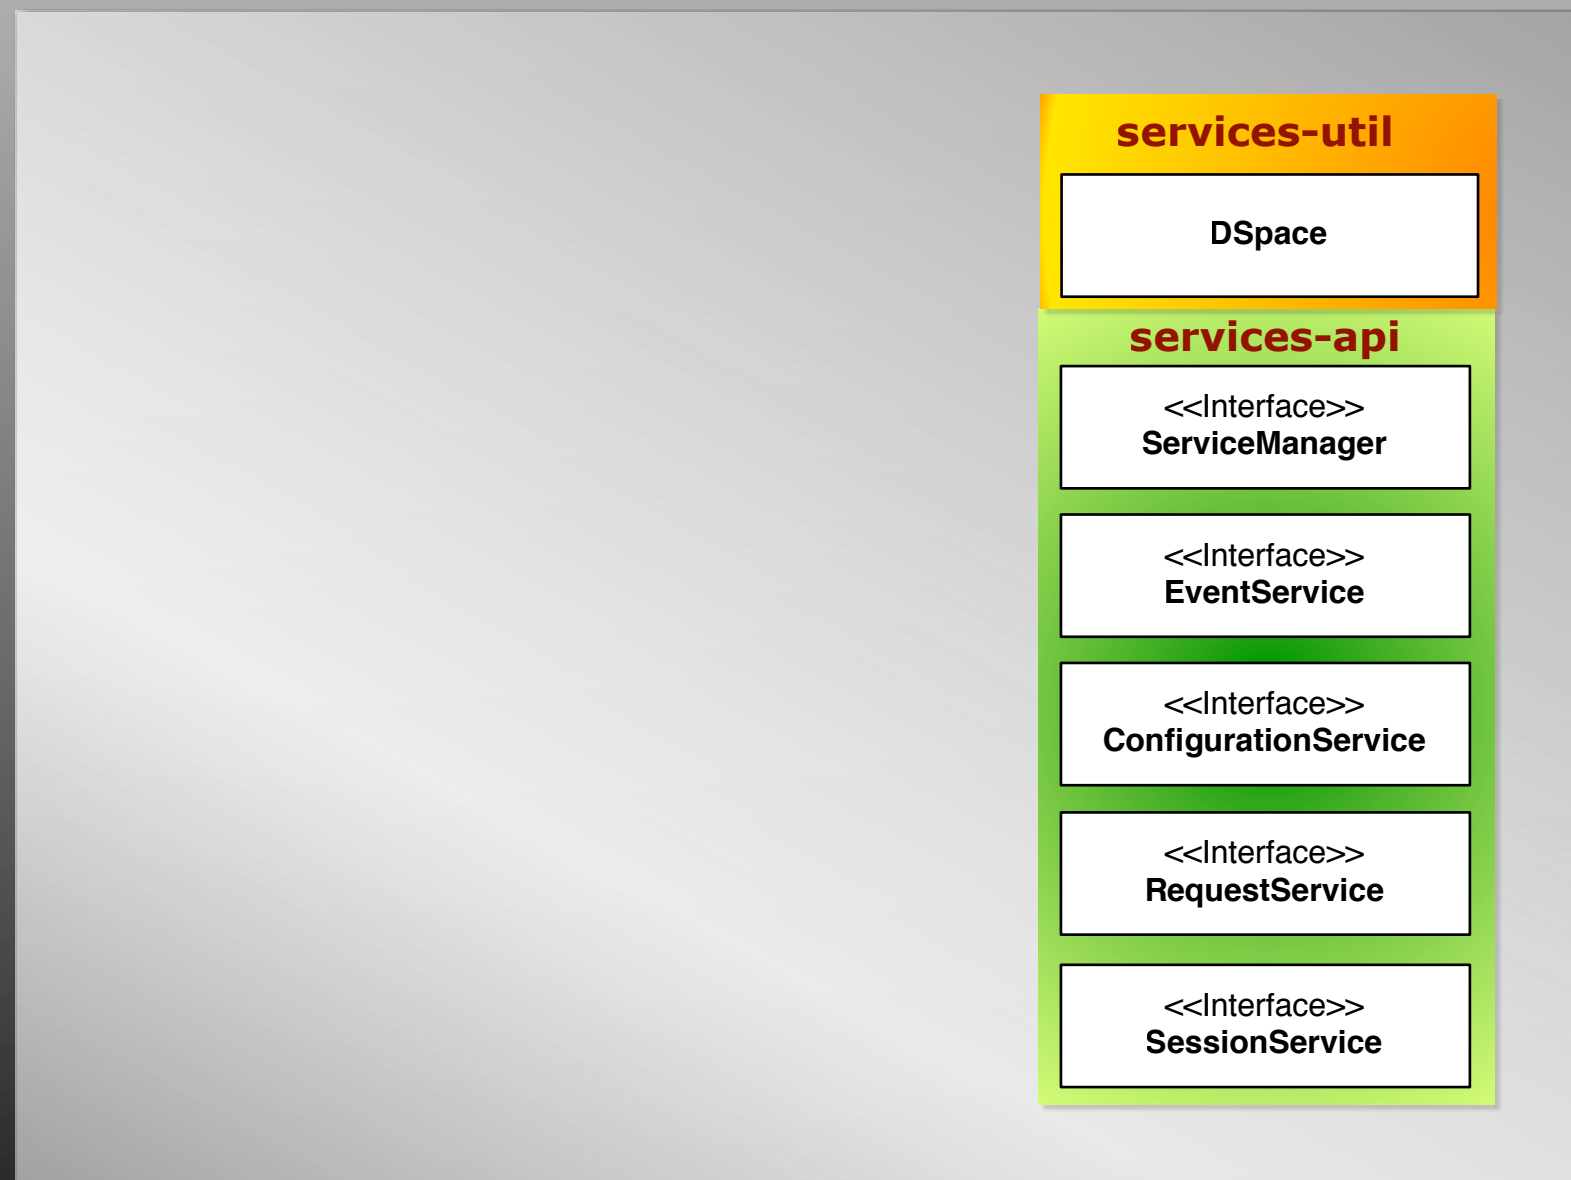 services-util
DSpace
services-api
<<Interface>>
ServiceManager
<<Interface>>
EventService
<<Interface>>
ConfigurationService
<<Interface>>
RequestService
<<Interface>>
SessionService